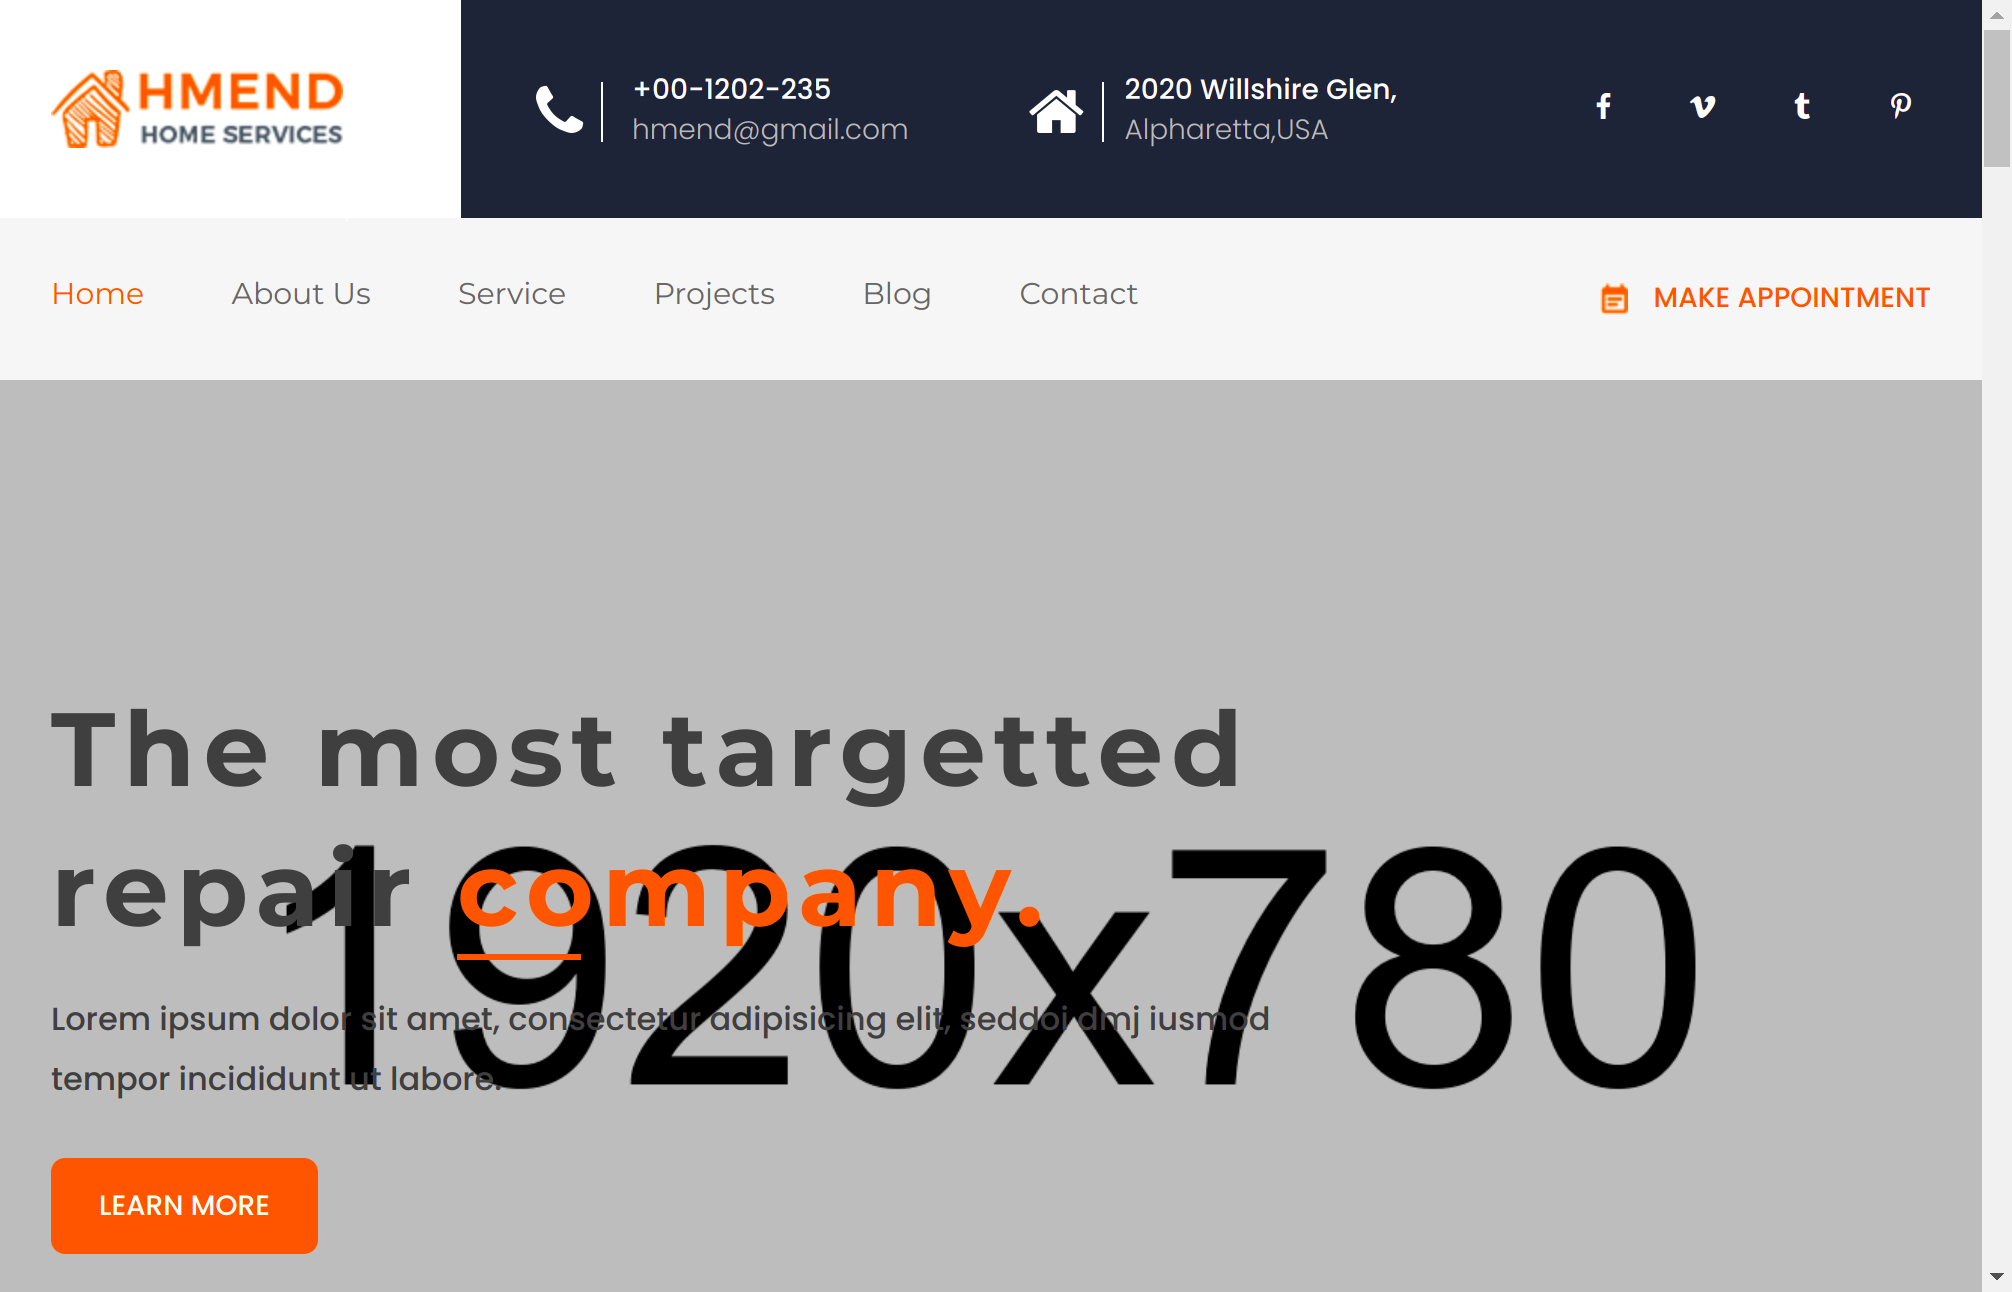 HMEND
HOME SERVICES
+00-1202-235
hmend@gmail.com
2020 Willshire Glen,
Alpharetta,USA
Home
About Us
Service
Projects
Blog
Contact
MAKE APPOINTMENT
The most targetted
repair company.
1920x780
Lorem ipsum dolor sit amet, consectetur adipisicing elit, seddoi dmj iusmod
tempor incididunt ut labore.
LEARN MORE